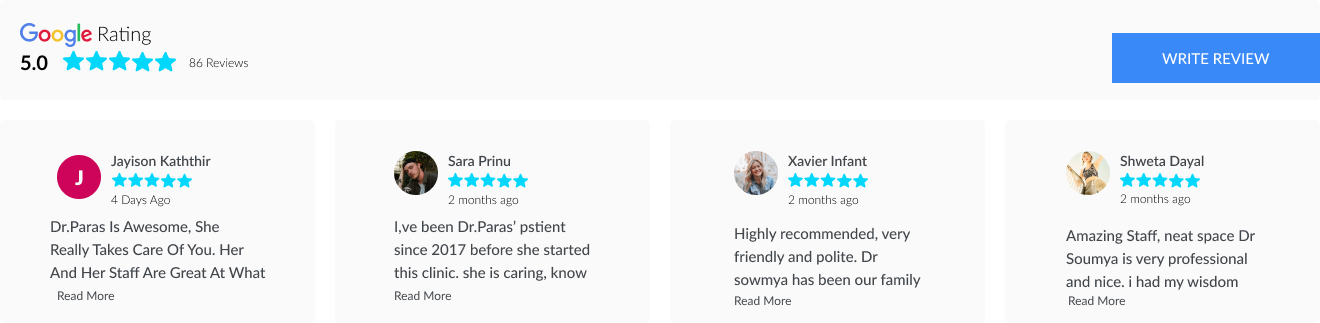 Google Rating
5.0
86 Reviews
WRITE REVIEW
J
Jayison Kaththir
4 Days Ago
Dr.Paras Is Awesome, She
Really Takes Care Of You. Her
And Her Staff Are Great At What
Read More
Sara Prinu
2 months ago
I,ve been Dr.Paras’ pstient
since 2017 before she started
this clinic. she is caring, know
Read More
Xavier Infant
2 months ago
Highly recommended, very
friendly and polite. Dr
sowmya has been our family
Read More
Shweta Dayal
2 months ago
Amazing Staff, neat space Dr
Soumya is very professional
and nice. i had my wisdom
Read More